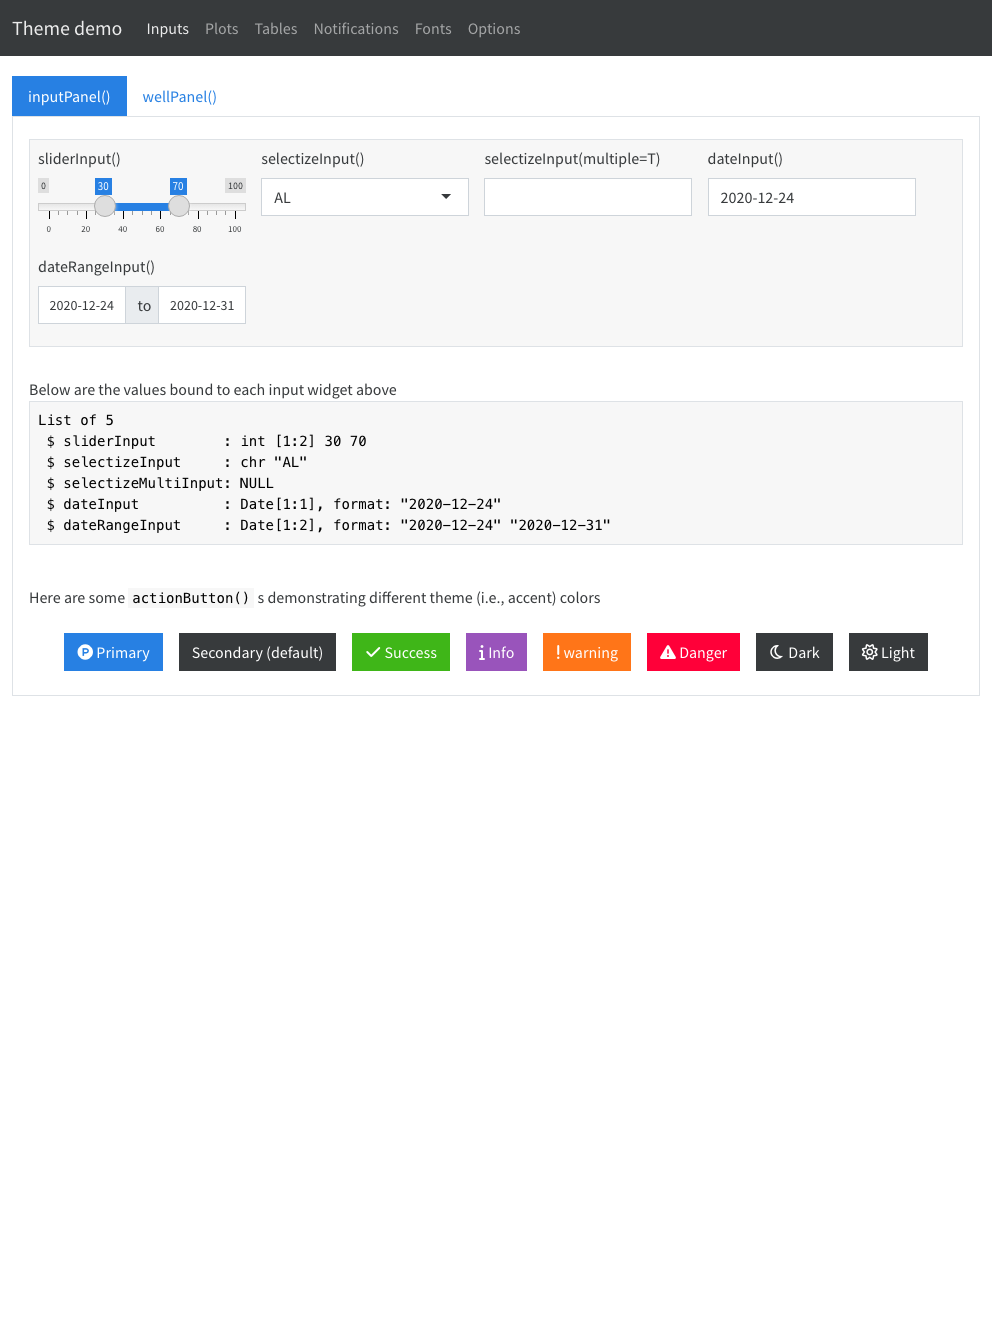 Theme demo Inputs Plots Tables Notifications Fonts Options
inputPanel() wellPanel()
sliderInput() selectizeInput() selectizeInput(multiple=T) dateInput()
0 30 70 100
AL 2020-12-24
0 20 40 60 80 100
dateRangeInput()
2020-12-24 to 2020-12-31
Below are the values bound to each input widget above
List of 5
 $ sliderInput        : int [1:2] 30 70
 $ selectizeInput     : chr "AL"
 $ selectizeMultiInput: NULL
 $ dateInput          : Date[1:1], format: "2020-12-24"
 $ dateRangeInput     : Date[1:2], format: "2020-12-24" "2020-12-31"
Here are some actionButton() s demonstrating different theme (i.e., accent) colors
Primary Secondary (default) Success Info warning Danger Dark Light